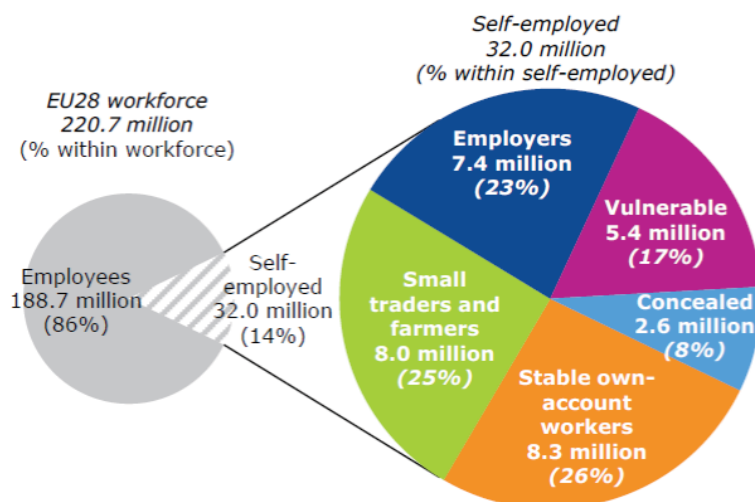 Self-employed
32.0 million
(% within self-employed)
EU28 workforce
220.7 million
(% within workforce)
Employers
7.4 million
(23%)
Vulnerable
5.4 million
(17%)
Employees
188.7 million
(86%)
Self-
employed
32.0 million
(14%)
Small
traders and
farmers
8.0 million
(25%)
Concealed
2.6 million
(8%)
Stable own-
account
workers
8.3 million
(26%)